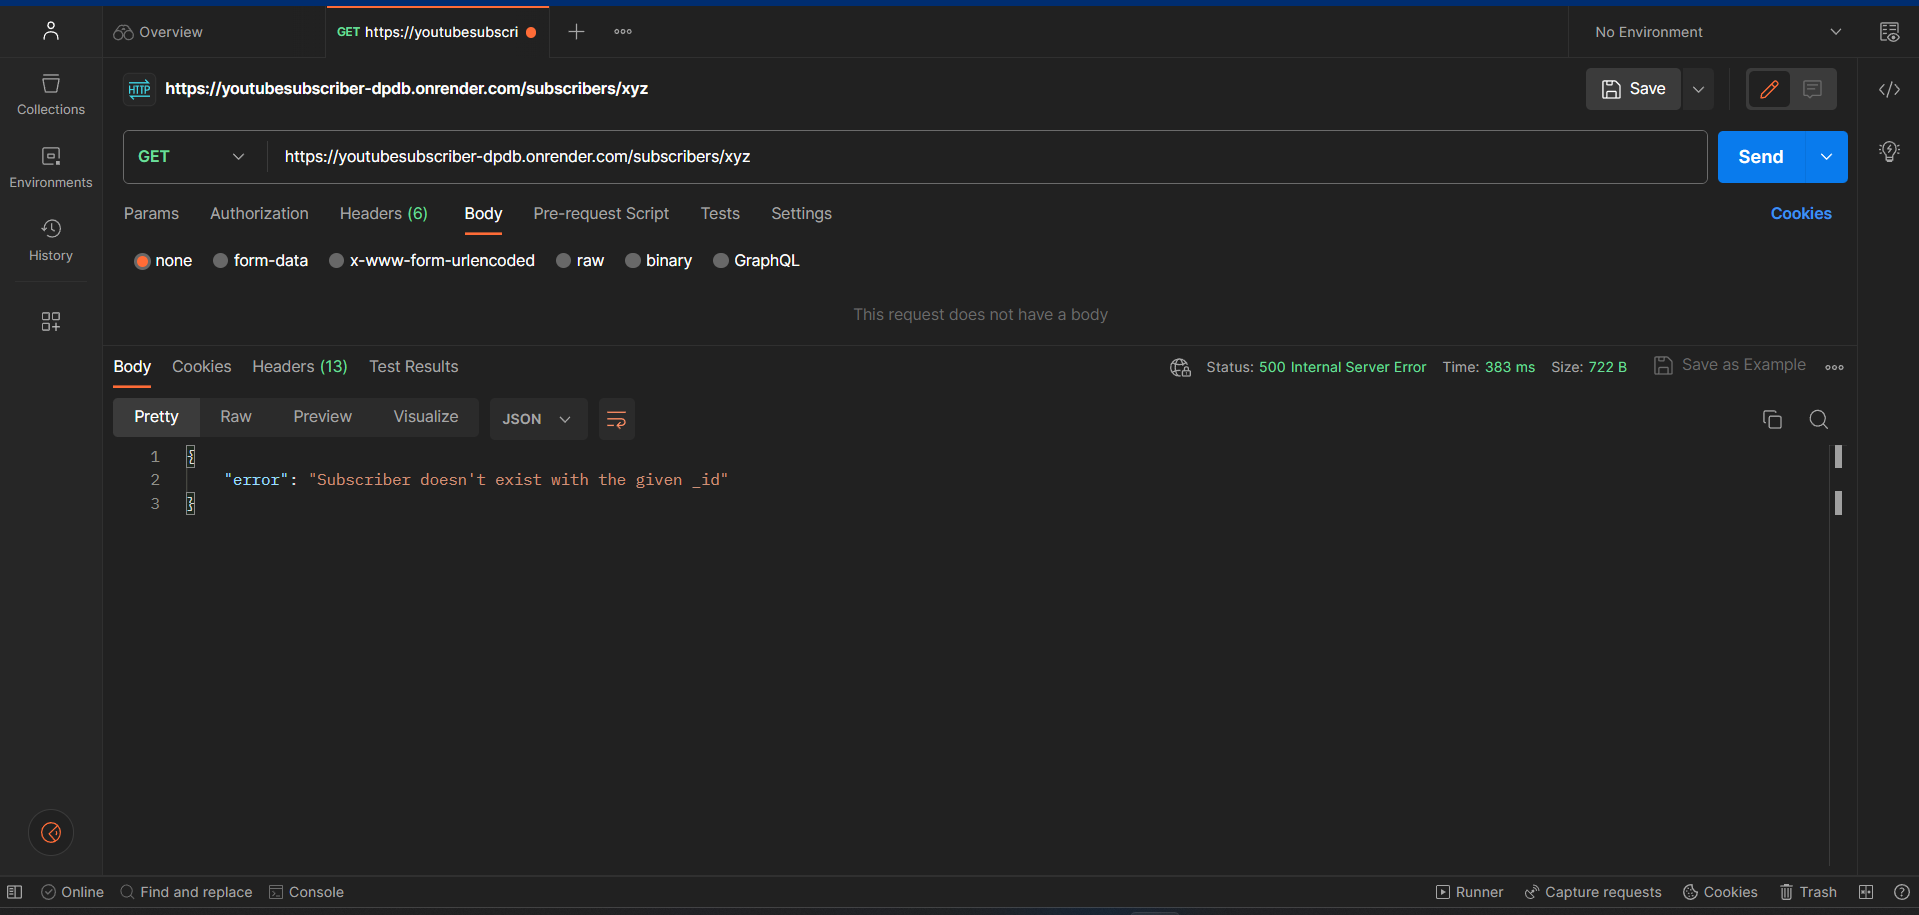 Overview
GET https://youtubesubscri
No Environment
Collections
Environments
History
HTTP
https://youtubesubscriber-dpdb.onrender.com/subscribers/xyz
Save
GET
https://youtubesubscriber-dpdb.onrender.com/subscribers/xyz
Send
Params Authorization Headers (6) Body Pre-request Script Tests Settings
Cookies
none form-data x-www-form-urlencoded raw binary GraphQL
This request does not have a body
Body Cookies Headers (13) Test Results
Status: 500 Internal Server Error Time: 383 ms Size: 722 B
Save as Example
Pretty Raw Preview Visualize JSON
1 {
2 "error": "Subscriber doesn't exist with the given _id"
3 }
Online Find and replace Console
Runner Capture requests Cookies Trash